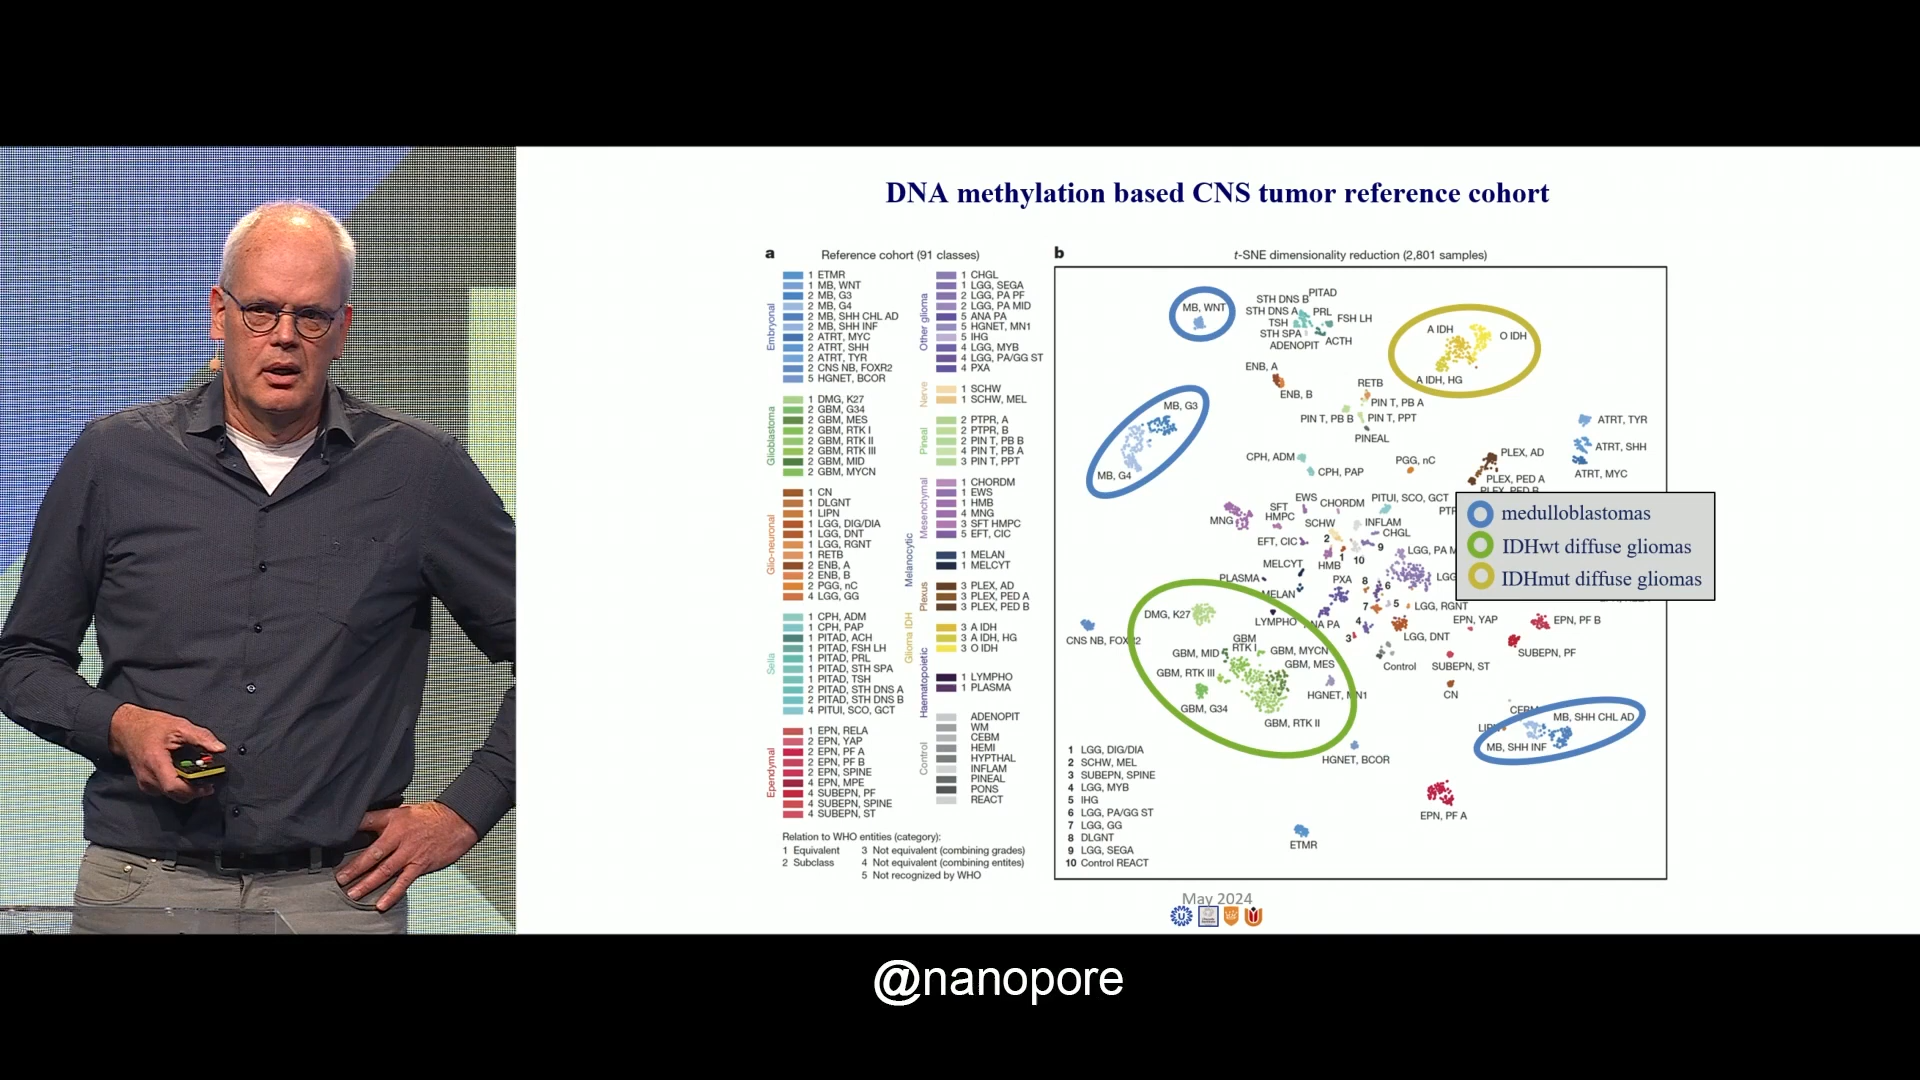 DNA methylation based CNS tumor reference cohort
a
Reference cohort (91 classes)
Embryonal
1 ETMR
1 MB, WNT
2 MB, G3
2 MB, G4
2 MB, SHH CHL AD
2 MB, SHH INF
2 ATRT, MYC
2 ATRT, SHH
2 ATRT, TYR
2 CNS NB, FOXR2
5 HGNET, BCOR
Glioblastoma
1 DMG, K27
2 GBM, G34
2 GBM, MES
2 GBM, RTK I
2 GBM, RTK II
2 GBM, RTK III
2 GBM, MID
2 GBM, MYCN
Glio-neuronal
1 CN
1 DLGNT
1 LIPN
1 LGG, DIG/DIA
1 LGG, DNT
1 LGG, RGNT
1 RETB
2 ENB, A
2 ENB, B
2 PGG, nC
4 LGG, GG
Sella
1 CPH, ADM
1 CPH, PAP
1 PITAD, ACH
1 PITAD, FSH LH
1 PITAD, PRL
1 PITAD, STH SPA
1 PITAD, TSH
2 PITAD, STH DNS A
2 PITAD, STH DNS B
4 PITUI, SCO, GCT
Ependymal
1 EPN, RELA
2 EPN, YAP
2 EPN, PF A
2 EPN, PF B
2 EPN, SPINE
4 EPN, MPE
4 SUBEPN, PF
4 SUBEPN, SPINE
4 SUBEPN, ST
Other glioma
1 CHGL
1 LGG, SEGA
2 LGG, PA PF
2 LGG, PA MID
5 ANA PA
5 HGNET, MN1
5 IHG
4 LGG, MYB
4 LGG, PA/GG ST
4 PXA
Nerve
1 SCHW
1 SCHW, MEL
Pineal
2 PTPR, A
2 PTPR, B
2 PIN T, PB B
4 PIN T, PB A
3 PIN T, PPT
Mesenchymal
1 CHORDM
1 EWS
1 HMB
4 MNG
3 SFT HMPC
5 EFT, CIC
Melanocytic
1 MELAN
1 MELCYT
Plexus
3 PLEX, AD
3 PLEX, PED A
3 PLEX, PED B
Glioma IDH
3 A IDH
3 A IDH, HG
3 O IDH
Haematopoietic
1 LYMPHO
1 PLASMA
Control
ADENOPIT
WM
CEBM
HEMI
HYPTHAL
INFLAM
PINEAL
PONS
REACT
Relation to WHO entities (category):
1 Equivalent
2 Subclass
3 Not equivalent (combining grades)
4 Not equivalent (combining entites)
5 Not recognized by WHO
b
t-SNE dimensionality reduction (2,801 samples)
MB, WNT
PITAD
STH DNS B
STH DNS A
PRL
TSH
FSH LH
STH SPA
ACTH
ADENOPIT
A IDH
O IDH
A IDH, HG
ENB, A
ENB, B
RETB
PIN T, PB A
PIN T, PB B
PIN T, PPT
PINEAL
MB, G3
MB, G4
ATRT, TYR
ATRT, SHH
ATRT, MYC
CPH, ADM
CPH, PAP
PGG, nC
PLEX, AD
PLEX, PED A
PLEX, PED B
EWS
CHORDM
PITUI, SCO, GCT
SFT
HMPC
MNG
SCHW
INFLAM
CHGL
EFT, CIC
2
1
9
10
HMB
LGG, PA M
MELCYT
PLASMA
PXA
8
6
LGG
MELAN
LYMPHO
ANA PA
7
5
4
3
LGG, RGNT
LGG, DNT
EPN, YAP
EPN, PF B
SUBEPN, PF
SUBEPN, ST
Control
CN
medulloblastomas
IDHwt diffuse gliomas
IDHmut diffuse gliomas
CNS NB, FOXR2
DMG, K27
GBM
RTK I
GBM, MID
GBM, MYCN
GBM, MES
GBM, RTK III
HGNET, MN1
GBM, G34
GBM, RTK II
MB, SHH CHL AD
MB, SHH INF
HGNET, BCOR
EPN, PF A
ETMR
1 LGG, DIG/DIA
2 SCHW, MEL
3 SUBEPN, SPINE
4 LGG, MYB
5 IHG
6 LGG, PA/GG ST
7 LGG, GG
8 DLGNT
9 LGG, SEGA
10 Control REACT
May 2024
@nanopore